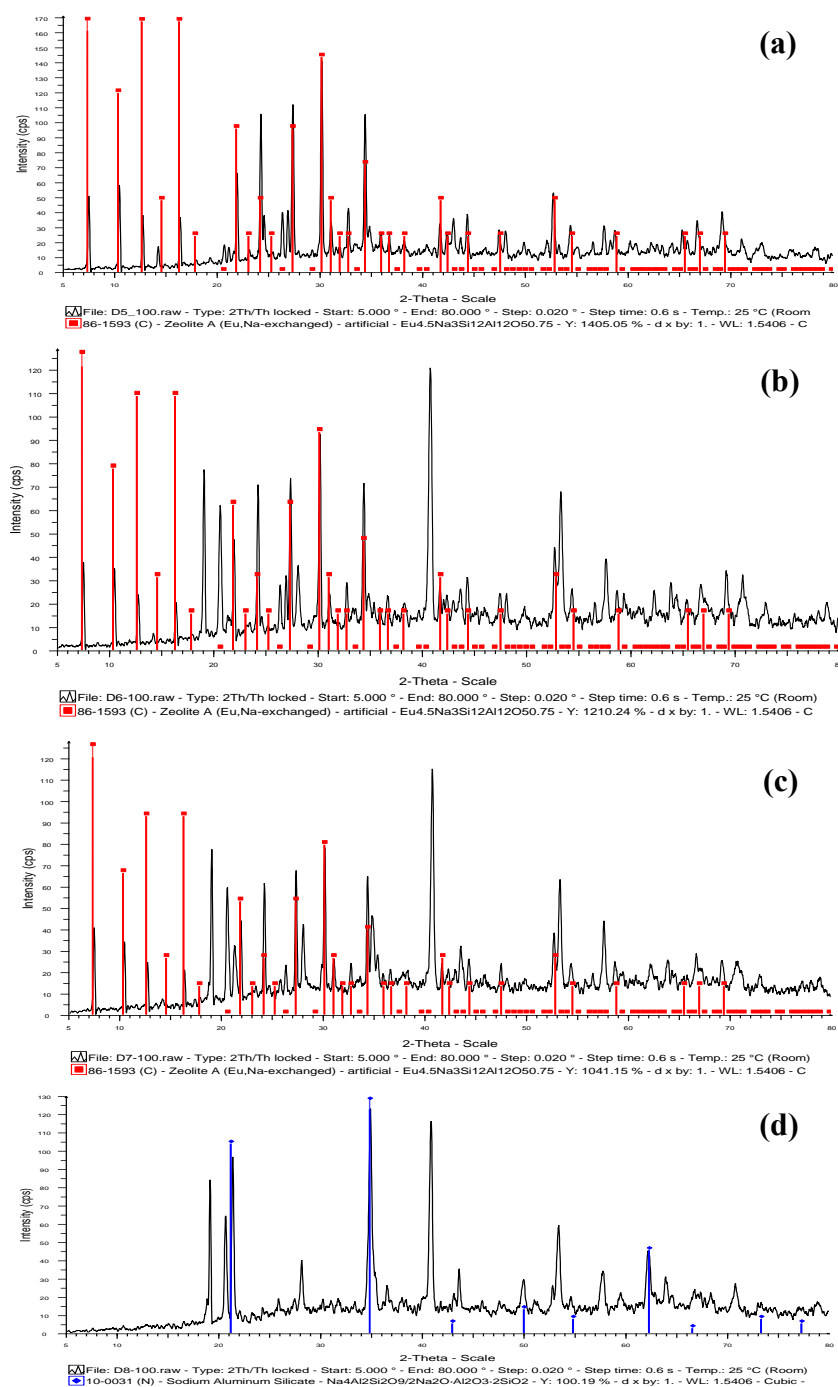 (a)
Intensity (cps)
170
160
150
140
130
120
110
100
90
80
70
60
50
40
30
20
10
0
5 10 20 30 40 50 60 70 80
2-Theta - Scale
File: D5_100.raw - Type: 2Th/Th locked - Start: 5.000 ° - End: 80.000 ° - Step: 0.020 ° - Step time: 0.6 s - Temp.: 25 °C (Room
86-1593 (C) - Zeolite A (Eu,Na-exchanged) - artificial - Eu4.5Na3Si12Al12O50.75 - Y: 1405.05 % - d x by: 1. - WL: 1.5406 - C
(b)
Intensity (cps)
120
110
100
90
80
70
60
50
40
30
20
10
0
5 10 20 30 40 50 60 70 80
2-Theta - Scale
File: D6-100.raw - Type: 2Th/Th locked - Start: 5.000 ° - End: 80.000 ° - Step: 0.020 ° - Step time: 0.6 s - Temp.: 25 °C (Room)
86-1593 (C) - Zeolite A (Eu,Na-exchanged) - artificial - Eu4.5Na3Si12Al12O50.75 - Y: 1210.24 % - d x by: 1. - WL: 1.5406 - C
(c)
Intensity (cps)
120
110
100
90
80
70
60
50
40
30
20
10
0
5 10 20 30 40 50 60 70 80
2-Theta - Scale
File: D7-100.raw - Type: 2Th/Th locked - Start: 5.000 ° - End: 80.000 ° - Step: 0.020 ° - Step time: 0.6 s - Temp.: 25 °C (Room)
86-1593 (C) - Zeolite A (Eu,Na-exchanged) - artificial - Eu4.5Na3Si12Al12O50.75 - Y: 1041.15 % - d x by: 1. - WL: 1.5406 - C
(d)
Intensity (cps)
130
120
110
100
90
80
70
60
50
40
30
20
10
0
5 10 20 30 40 50 60 70 80
2-Theta - Scale
File: D8-100.raw - Type: 2Th/Th locked - Start: 5.000 ° - End: 80.000 ° - Step: 0.020 ° - Step time: 0.6 s - Temp.: 25 °C (Room)
10-0031 (N) - Sodium Aluminum Silicate - Na4Al2Si2O9/2Na2O·Al2O3·2SiO2 - Y: 100.19 % - d x by: 1. - WL: 1.5406 - Cubic -